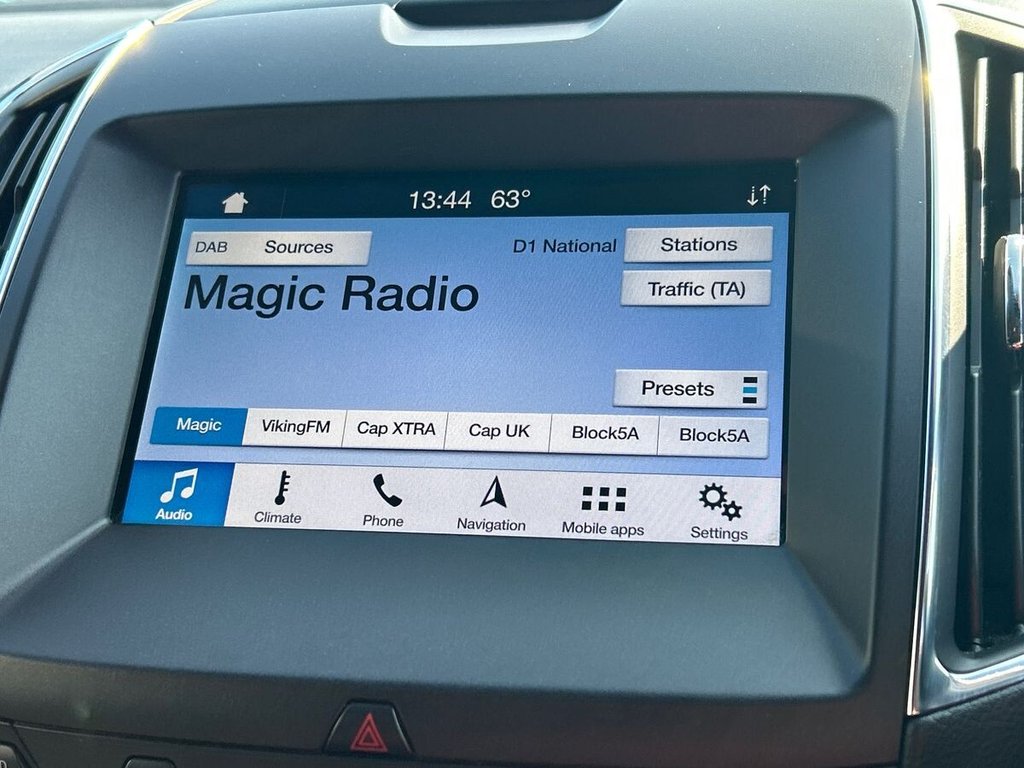 13:44 63°
DAB Sources D1 National Stations
Magic Radio Traffic (TA)
Presets
Magic VikingFM Cap XTRA Cap UK Block5A Block5A
Audio Climate Phone Navigation Mobile apps Settings